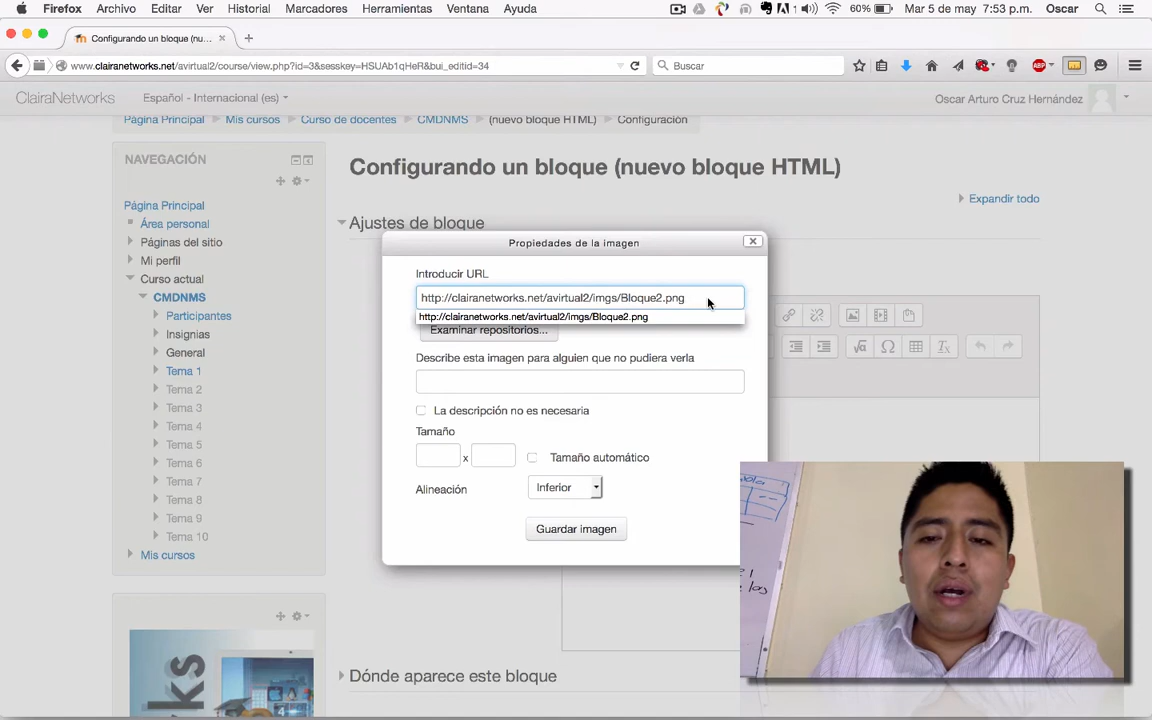 Firefox Archivo Editar Ver Historial Marcadores Herramientas Ventana Ayuda 1 60% Mar 5 de may 7:53 p.m. Oscar
Configurando un bloque (nu...
www.clairanetworks.net/avirtual2/course/view.php?id=3&sesskey=HSUAb1qHeR&bui_editid=34
Buscar
ABP
ClairaNetworks Español - Internacional (es) Oscar Arturo Cruz Hernández
Página Principal Mis cursos Curso de docentes CMDNMS (nuevo bloque HTML) Configuración
NAVEGACIÓN
Página Principal
Área personal
Páginas del sitio
Mi perfil
Curso actual
CMDNMS
Participantes
Insignias
General
Tema 1
Tema 2
Tema 3
Tema 4
Tema 5
Tema 6
Tema 7
Tema 8
Tema 9
Tema 10
Mis cursos
Configurando un bloque (nuevo bloque HTML)
Expandir todo
Ajustes de bloque
Propiedades de la imagen
Introducir URL
http://clairanetworks.net/avirtual2/imgs/Bloque2.png
http://clairanetworks.net/avirtual2/imgs/Bloque2.png
Examinar repositorios...
Describe esta imagen para alguien que no pudiera verla
La descripción no es necesaria
Tamaño
x Tamaño automático
Alineación Inferior
Guardar imagen
Dónde aparece este bloque
ks